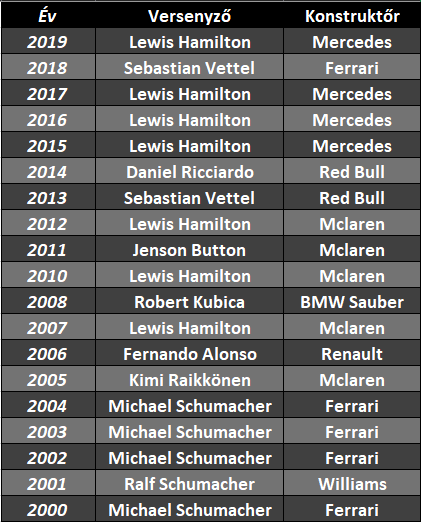 Év Versenyző Konstruktőr
2019 Lewis Hamilton Mercedes
2018 Sebastian Vettel Ferrari
2017 Lewis Hamilton Mercedes
2016 Lewis Hamilton Mercedes
2015 Lewis Hamilton Mercedes
2014 Daniel Ricciardo Red Bull
2013 Sebastian Vettel Red Bull
2012 Lewis Hamilton Mclaren
2011 Jenson Button Mclaren
2010 Lewis Hamilton Mclaren
2008 Robert Kubica BMW Sauber
2007 Lewis Hamilton Mclaren
2006 Fernando Alonso Renault
2005 Kimi Raikkönen Mclaren
2004 Michael Schumacher Ferrari
2003 Michael Schumacher Ferrari
2002 Michael Schumacher Ferrari
2001 Ralf Schumacher Williams
2000 Michael Schumacher Ferrari